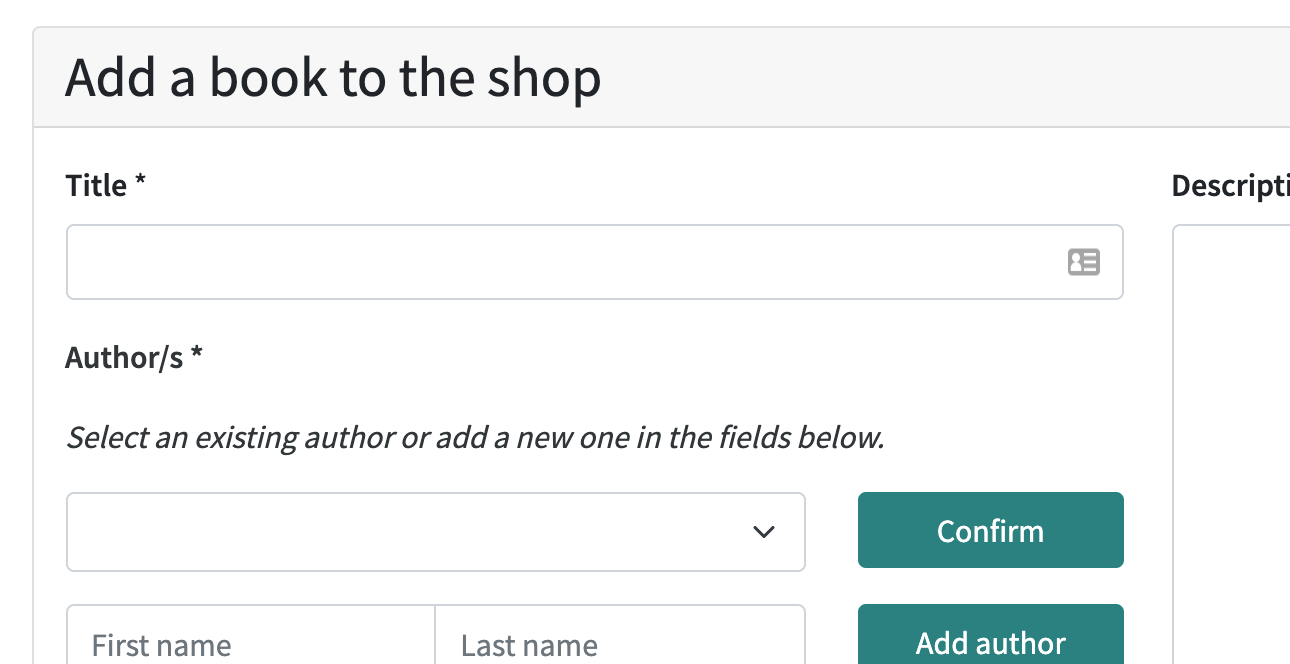 Add a book to the shop
Title *
Descripti
Author/s *
Select an existing author or add a new one in the fields below.
Confirm
First name
Last name
Add author